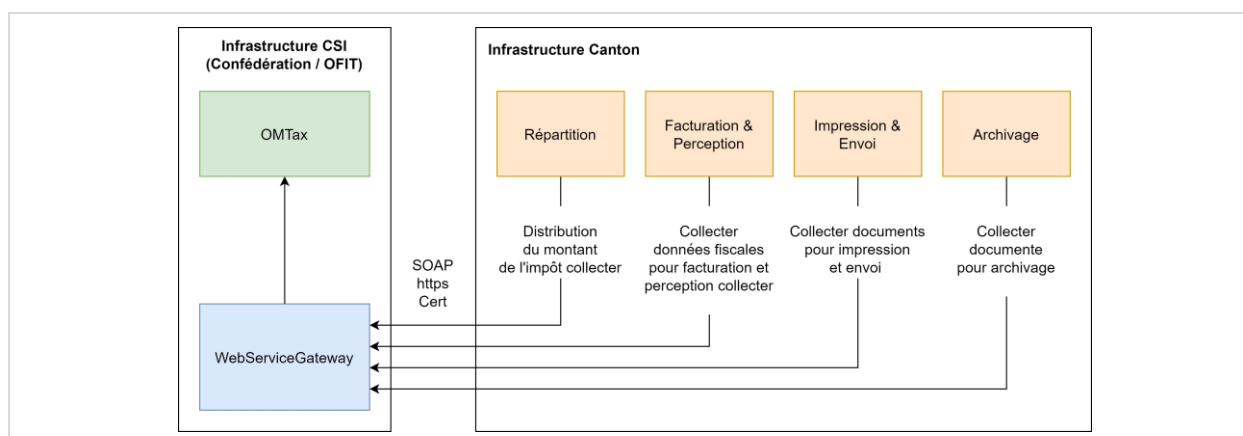 Infrastructure CSI
(Confédération / OFIT)
OMTax
WebServiceGateway
SOAP
https
Cert
Infrastructure Canton
Répartition
Facturation &
Perception
Impression &
Envoi
Archivage
Distribution
du montant
de l'impôt collecter
Collecter
données fiscales
pour facturation et
perception collecter
Collecter documents
pour impression
et envoi
Collecter
documente
pour archivage